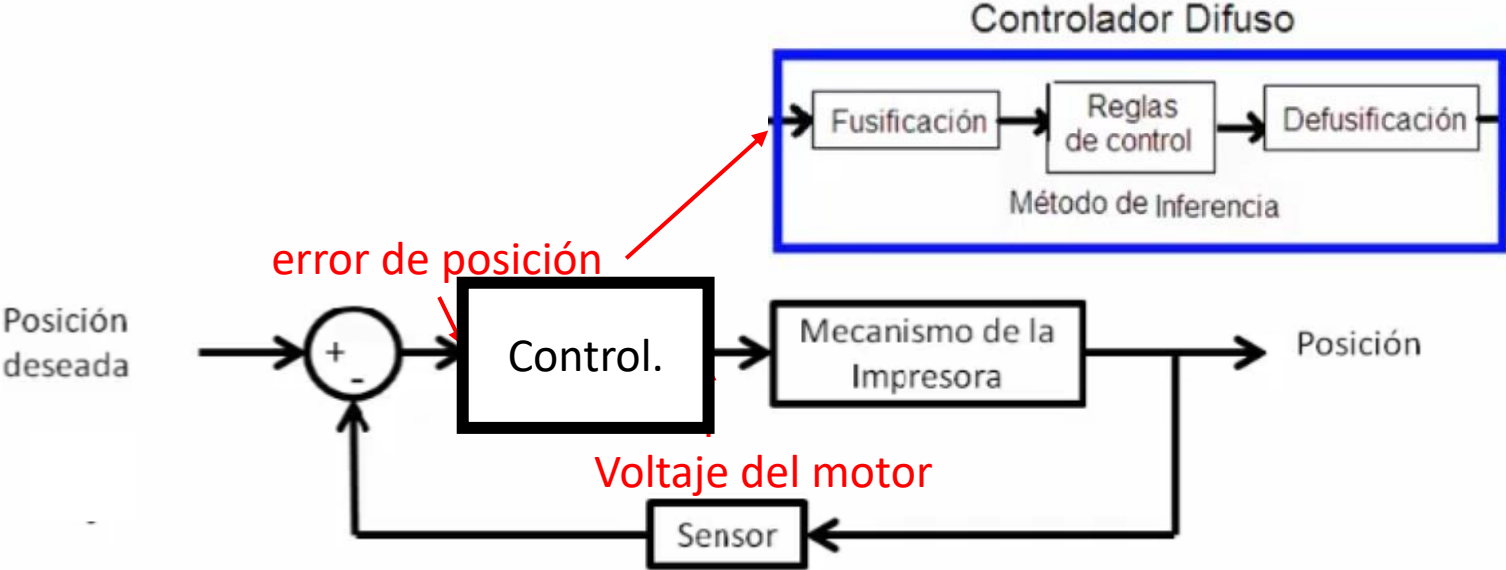 Controlador Difuso
Fusificación
Reglas
de control
Defusificación
Método de Inferencia
error de posición
Posición
deseada
+
-
Control.
Mecanismo de la
Impresora
Posición
Voltaje del motor
Sensor
-